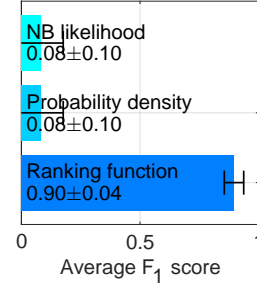 NB likelihood
0.08±0.10
Probability density
0.08±0.10
Ranking function
0.90±0.04
0 0.5 1
Average F1 score